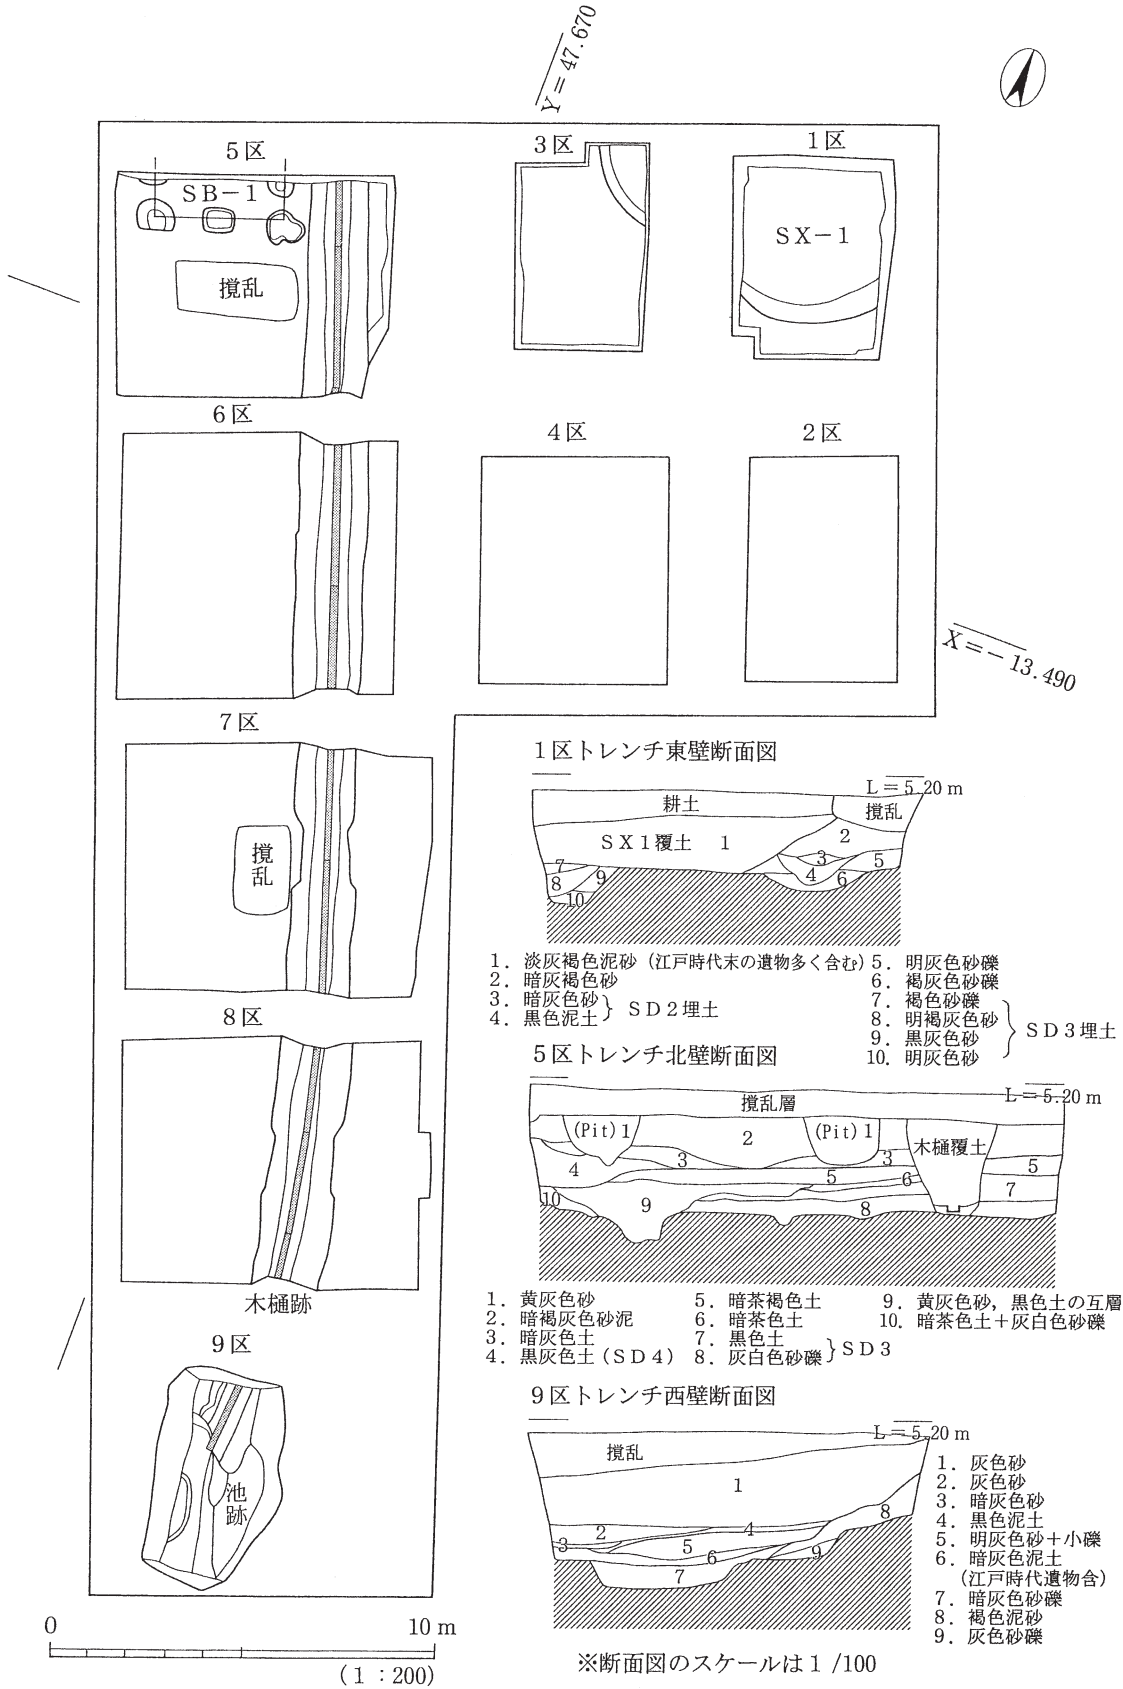 Y＝47.670
5区
3区
1区
SB−1
SX−1
撹乱
6区
4区
2区
X＝−13.490
7区
撹乱
8区
木樋跡
9区
池跡
0
10 m
(1：200)
1区トレンチ東壁断面図
L＝5.20 m
耕土
撹乱
SX1覆土 1
2
3
4
5
6
7
8
9
10
1．淡灰褐色泥砂（江戸時代末の遺物多く含む）
2．暗灰褐色砂
3．暗灰色砂
4．黒色泥土
}SD2埋土
5．明灰色砂礫
6．褐灰色砂礫
7．褐色砂礫
8．明褐灰色砂
9．黒灰色砂
10．明灰色砂
}SD3埋土
5区トレンチ北壁断面図
L＝5.20 m
撹乱層
(Pit)1
2
(Pit)1
木樋覆土
3
3
4
5
5
6
7
8
9
10
1．黄灰色砂
2．暗褐灰色砂泥
3．暗灰色土
4．黒灰色土（SD4）
5．暗茶褐色土
6．暗茶色土
7．黒色土
8．灰白色砂礫
}SD3
9．黄灰色砂，黒色土の互層
10．暗茶色土＋灰白色砂礫
9区トレンチ西壁断面図
L＝5.20 m
撹乱
1
2
3
4
5
6
7
8
9
1．灰色砂
2．灰色砂
3．暗灰色砂
4．黒色泥土
5．明灰色砂＋小礫
6．暗灰色泥土
（江戸時代遺物含）
7．暗灰色砂礫
8．褐色泥砂
9．灰色砂礫
※断面図のスケールは1/100